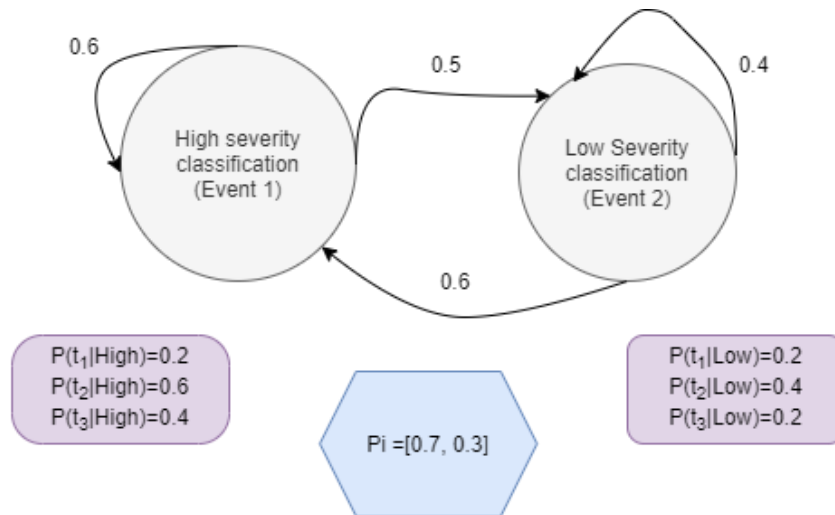 0.6
0.5
0.4
High severity
classification
(Event 1)
Low Severity
classification
(Event 2)
0.6
P(t₁|High)=0.2
P(t₂|High)=0.6
P(t₃|High)=0.4
P(t₁|Low)=0.2
P(t₂|Low)=0.4
P(t₃|Low)=0.2
Pi =[0.7, 0.3]